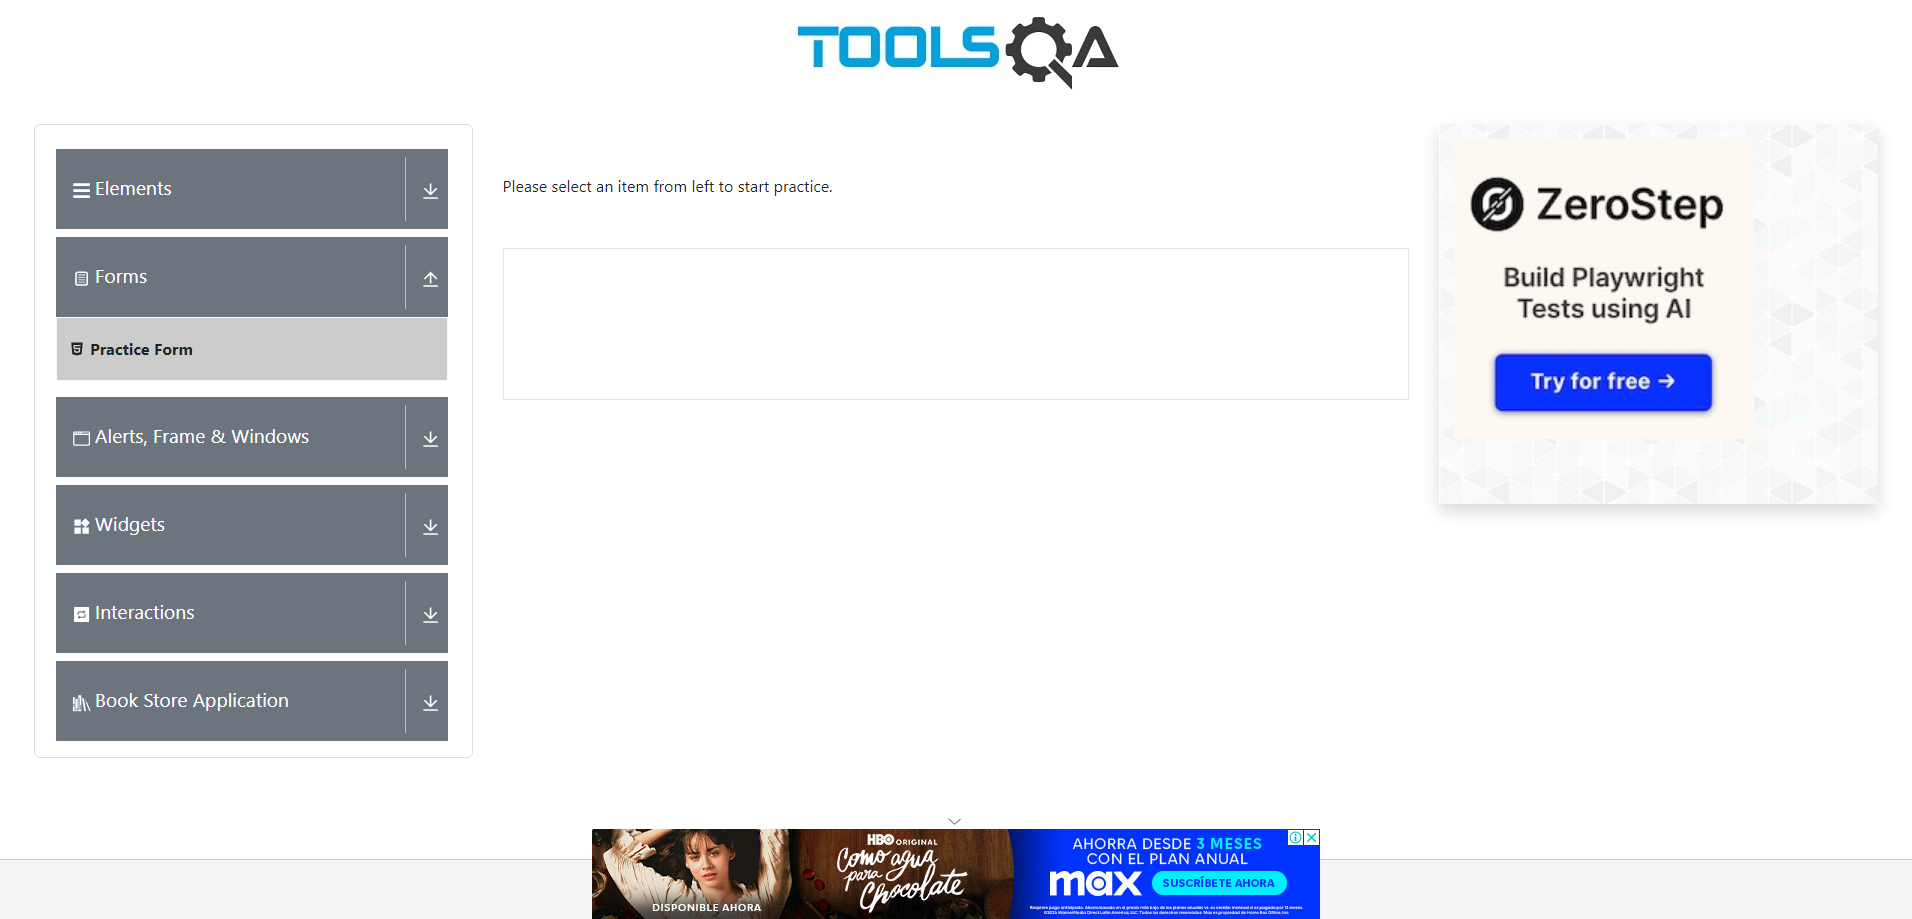 TOOLSQA
Elements
Forms
Practice Form
Alerts, Frame & Windows
Widgets
Interactions
Book Store Application
Please select an item from left to start practice.
ZeroStep
Build Playwright
Tests using AI
Try for free →
HBO ORIGINAL
Como agua
para
Chocolate
DISPONIBLE AHORA
AHORRA DESDE 3 MESES
CON EL PLAN ANUAL
max
SUSCRÍBETE AHORA